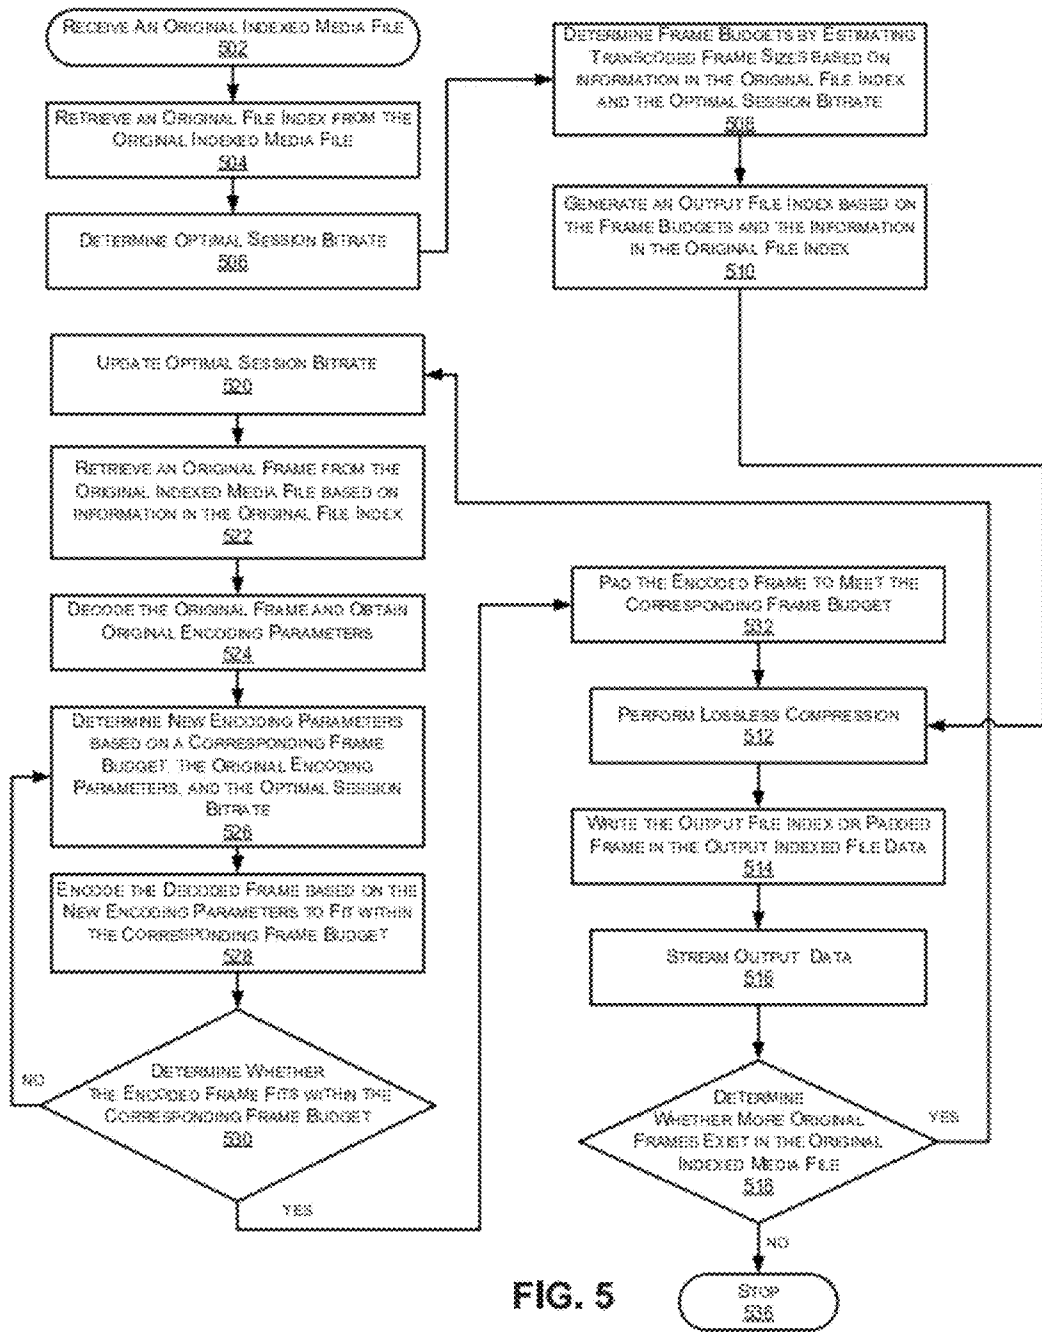 RECEIVE AN ORIGINAL INDEXED MEDIA FILE
502
RETRIEVE AN ORIGINAL FILE INDEX FROM THE
ORIGINAL INDEXED MEDIA FILE
504
DETERMINE OPTIMAL SESSION BITRATE
506
DETERMINE FRAME BUDGETS BY ESTIMATING
TRANSCODED FRAME SIZES BASED ON
INFORMATION IN THE ORIGINAL FILE INDEX
AND THE OPTIMAL SESSION BITRATE
508
GENERATE AN OUTPUT FILE INDEX BASED ON
THE FRAME BUDGETS AND THE INFORMATION
IN THE ORIGINAL FILE INDEX
510
UPDATE OPTIMAL SESSION BITRATE
520
RETRIEVE AN ORIGINAL FRAME FROM THE
ORIGINAL INDEXED MEDIA FILE BASED ON
INFORMATION IN THE ORIGINAL FILE INDEX
522
DECODE THE ORIGINAL FRAME AND OBTAIN
ORIGINAL ENCODING PARAMETERS
524
DETERMINE NEW ENCODING PARAMETERS
BASED ON A CORRESPONDING FRAME
BUDGET, THE ORIGINAL ENCODING
PARAMETERS, AND THE OPTIMAL SESSION
BITRATE
526
ENCODE THE DECODED FRAME BASED ON THE
NEW ENCODING PARAMETERS TO FIT WITHIN
THE CORRESPONDING FRAME BUDGET
528
DETERMINE WHETHER
THE ENCODED FRAME FITS WITHIN THE
CORRESPONDING FRAME BUDGET
530
NO
YES
PAD THE ENCODED FRAME TO MEET THE
CORRESPONDING FRAME BUDGET
532
PERFORM LOSSLESS COMPRESSION
512
WRITE THE OUTPUT FILE INDEX OR PADDED
FRAME IN THE OUTPUT INDEXED FILE DATA
514
STREAM OUTPUT DATA
516
DETERMINE
WHETHER MORE ORIGINAL
FRAMES EXIST IN THE ORIGINAL
INDEXED MEDIA FILE
518
YES
NO
STOP
536
FIG. 5